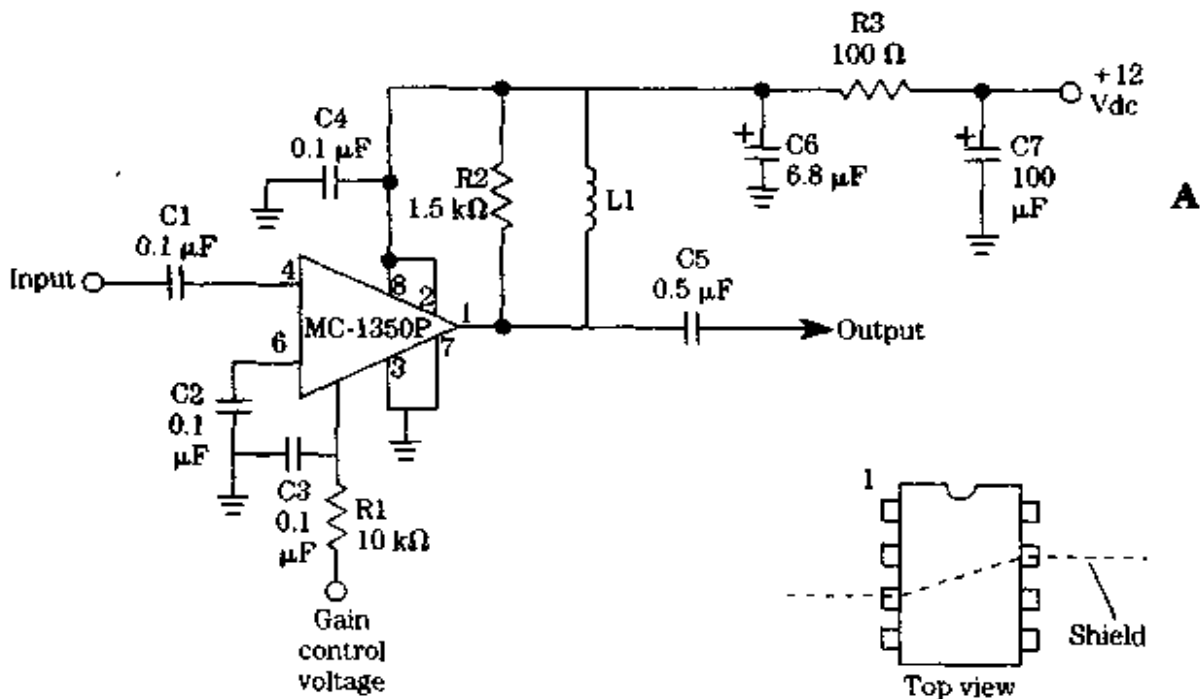 R3
100 Ω
+12
Vdc
C4
0.1 µF
C6
6.8 µF
C7
100
µF
R2
1.5 kΩ
L1
A
C1
0.1 µF
Input
4
8
2
1
MC-1350P
6
3
7
C5
0.5 µF
Output
C2
0.1
µF
C3
0.1
µF
R1
10 kΩ
Gain
control
voltage
1
Shield
Top view